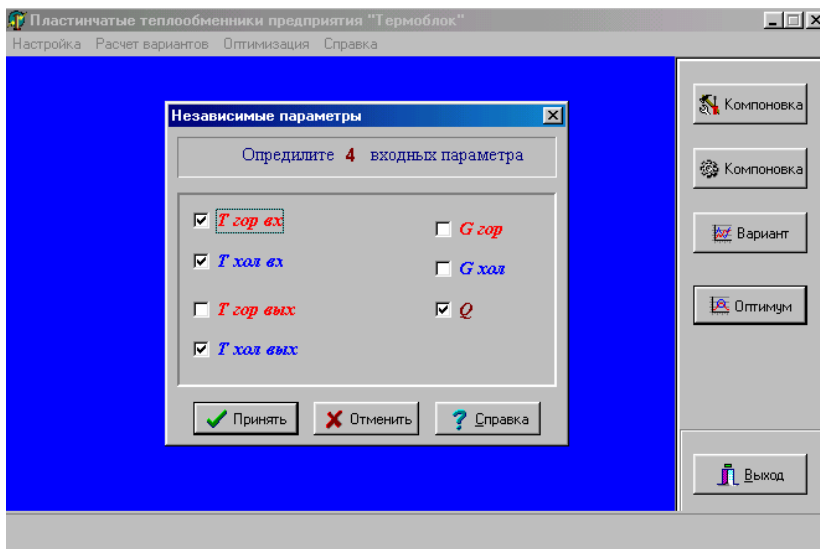 Пластинчатые теплообменники предприятия "Термоблок"
Настройка Расчет вариантов Оптимизация Справка
Независимые параметры
Опредилите 4 входных параметра
Т гор вх
Т хол вх
Т гор вых
Т хол вых
G гор
G хол
Q
Принять Отменить Справка
Компоновка
Компоновка
Вариант
Оптимум
Выход